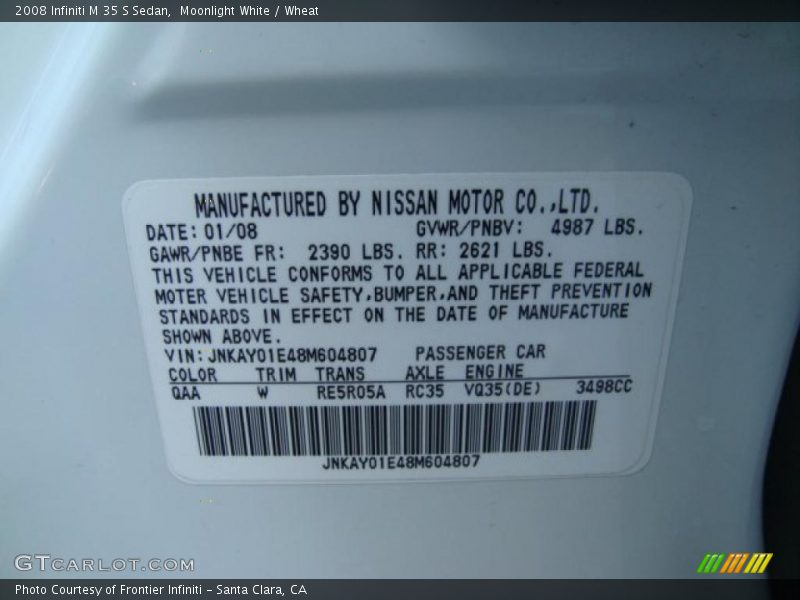 2008 Infiniti M 35 S Sedan,  Moonlight White / Wheat
MANUFACTURED BY NISSAN MOTOR CO.,LTD.
DATE: 01/08 GVWR/PNBV: 4987 LBS.
GAWR/PNBE FR: 2390 LBS. RR: 2621 LBS.
THIS VEHICLE CONFORMS TO ALL APPLICABLE FEDERAL
MOTER VEHICLE SAFETY,BUMPER,AND THEFT PREVENTION
STANDARDS IN EFFECT ON THE DATE OF MANUFACTURE
SHOWN ABOVE.
VIN: JNKAY01E48M604807 PASSENGER CAR
COLOR TRIM TRANS AXLE ENGINE
QAA W RE5R05A RC35 VQ35(DE) 3498CC
JNKAY01E48M604807
GTCARLOT.COM
Photo Courtesy of Frontier Infiniti – Santa Clara, CA